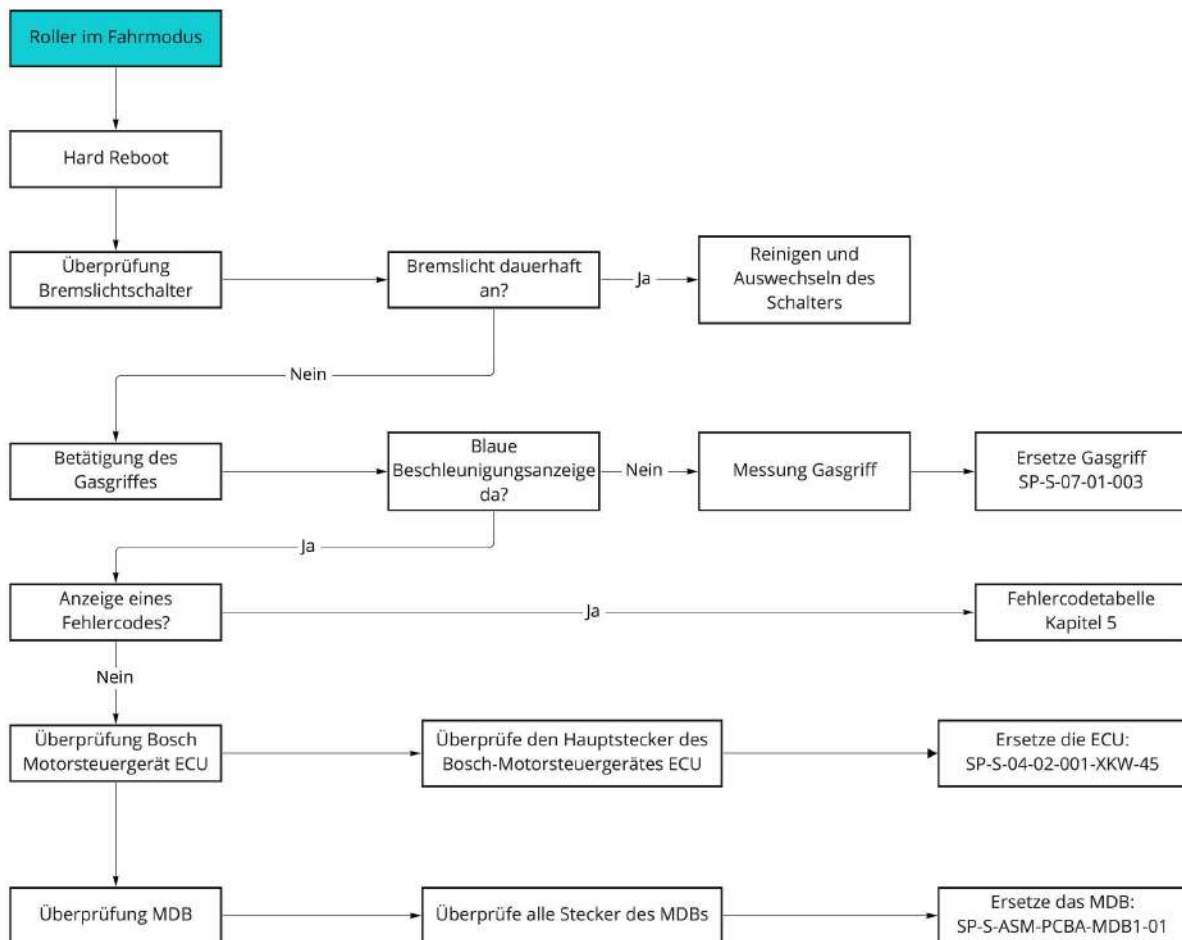 Roller im Fahrmodus
Hard Reboot
Überprüfung
Bremslichtschalter
Bremslicht dauerhaft
an?
Ja
Reinigen und
Auswechseln des
Schalters
Nein
Betätigung des
Gasgriffes
Blaue
Beschleunigungsanzeige
da?
Nein
Messung Gasgriff
Ersetze Gasgriff
SP-S-07-01-003
Ja
Anzeige eines
Fehlercodes?
Ja
Fehlercodetabelle
Kapitel 5
Nein
Überprüfung Bosch
Motorsteuergerät ECU
Überprüfe den Hauptstecker des
Bosch-Motorsteuergerätes ECU
Ersetze die ECU:
SP-S-04-02-001-XKW-45
Überprüfung MDB
Überprüfe alle Stecker des MDBs
Ersetze das MDB:
SP-S-ASM-PCBA-MDB1-01